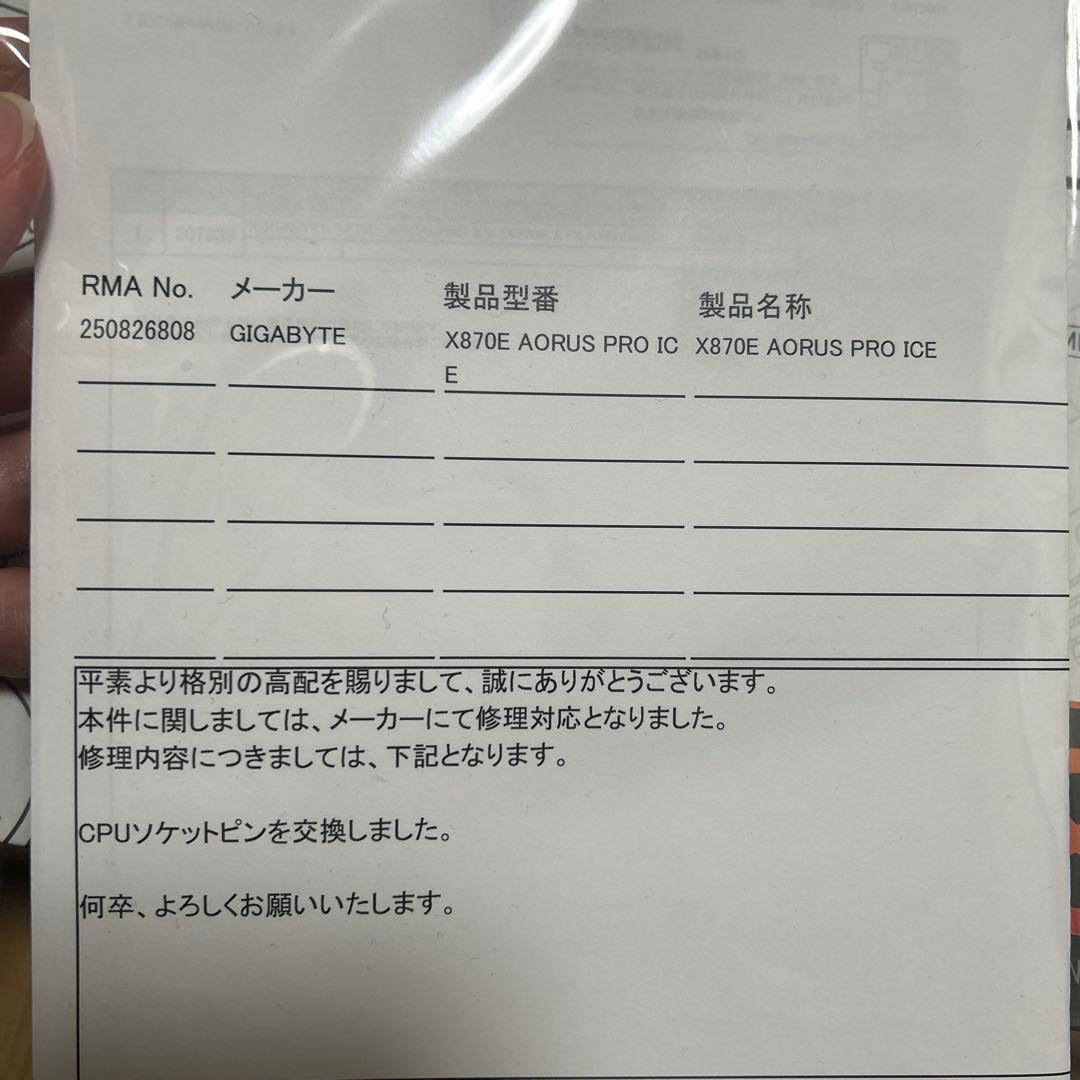 RMA No. メーカー 製品型番 製品名称
250826808 GIGABYTE X870E AORUS PRO IC X870E AORUS PRO ICE
E
平素より格別の高配を賜りまして、誠にありがとうございます。
本件に関しましては、メーカーにて修理対応となりました。
修理内容につきましては、下記となります。
CPUソケットピンを交換しました。
何卒、よろしくお願いいたします。